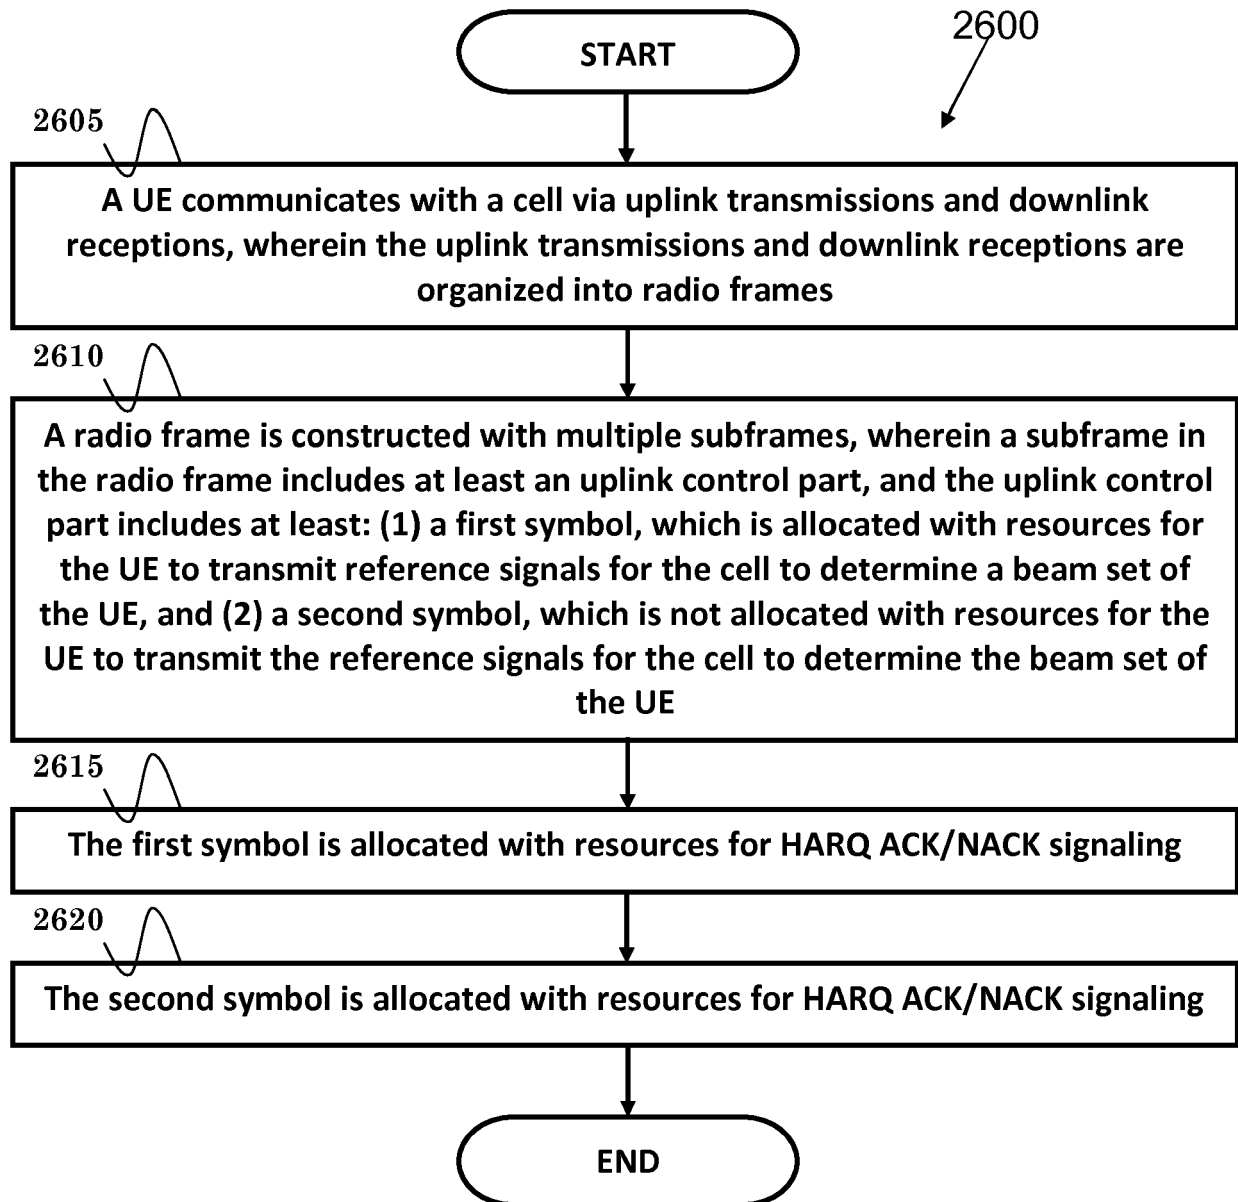 START
2600
2605
A UE communicates with a cell via uplink transmissions and downlink
receptions, wherein the uplink transmissions and downlink receptions are
organized into radio frames
2610
A radio frame is constructed with multiple subframes, wherein a subframe in
the radio frame includes at least an uplink control part, and the uplink control
part includes at least: (1) a first symbol, which is allocated with resources for
the UE to transmit reference signals for the cell to determine a beam set of
the UE, and (2) a second symbol, which is not allocated with resources for the
UE to transmit the reference signals for the cell to determine the beam set of
the UE
2615
The first symbol is allocated with resources for HARQ ACK/NACK signaling
2620
The second symbol is allocated with resources for HARQ ACK/NACK signaling
END